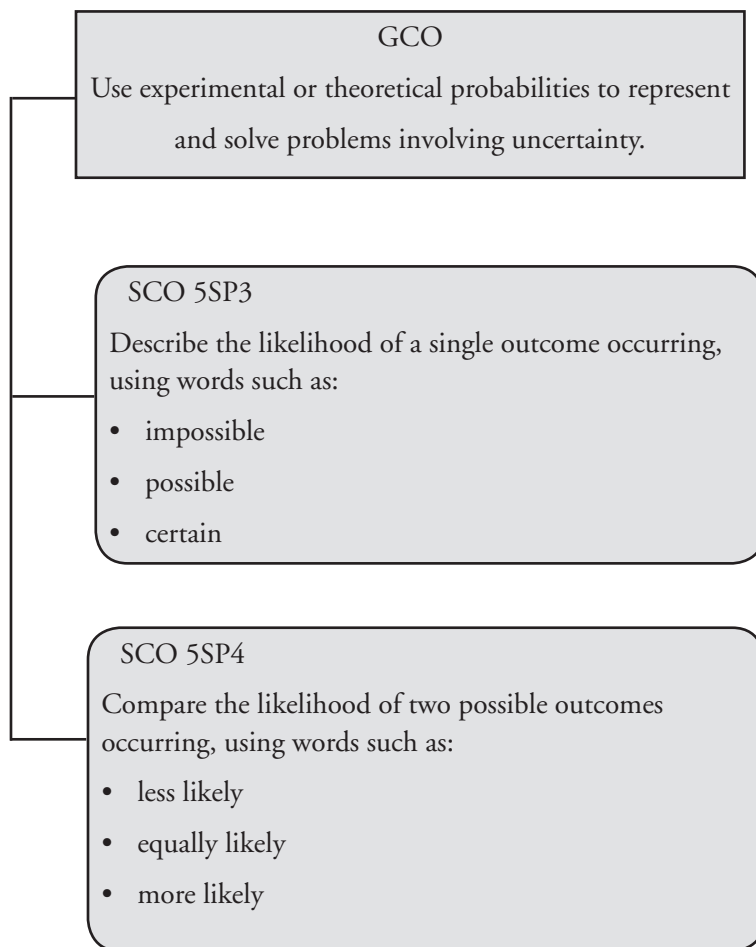 GCO
Use experimental or theoretical probabilities to represent
and solve problems involving uncertainty.
SCO 5SP3
Describe the likelihood of a single outcome occurring,
using words such as:
• impossible
• possible
• certain
SCO 5SP4
Compare the likelihood of two possible outcomes
occurring, using words such as:
• less likely
• equally likely
• more likely